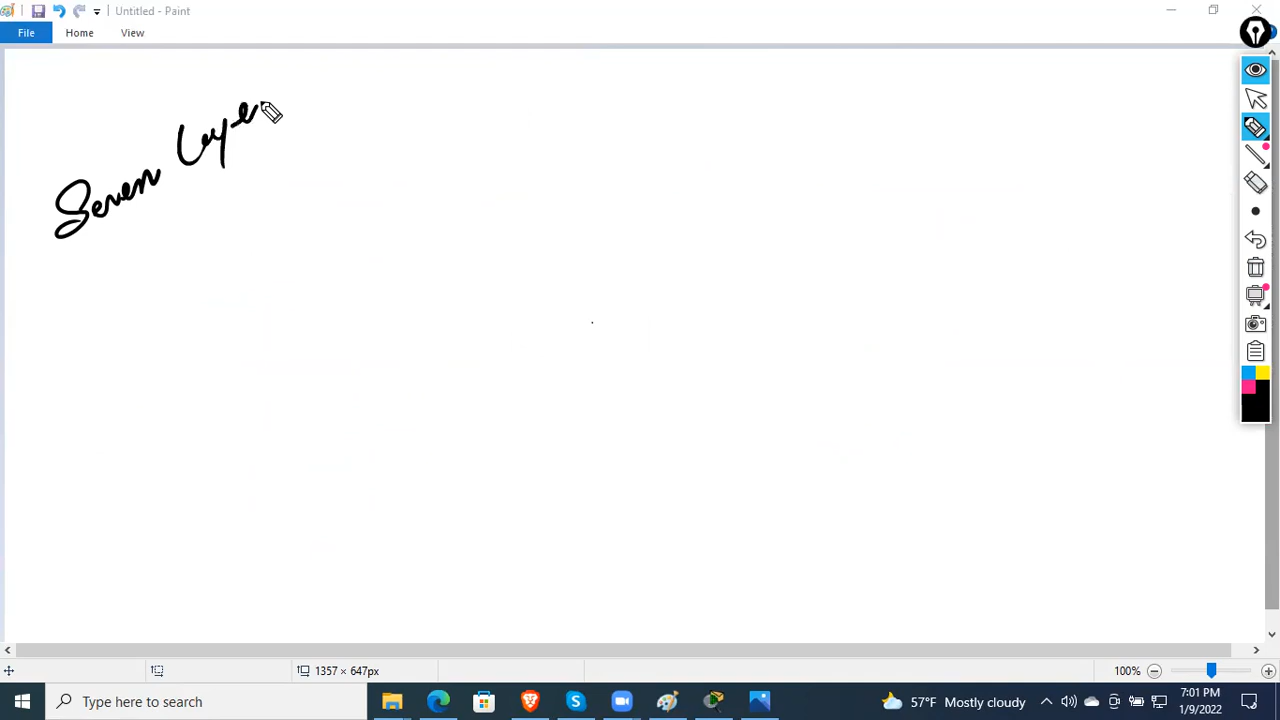 Untitled - Paint
File Home View
Seven Laye
1357 × 647px
100%
Type here to search
57°F Mostly cloudy
7:01 PM
1/9/2022